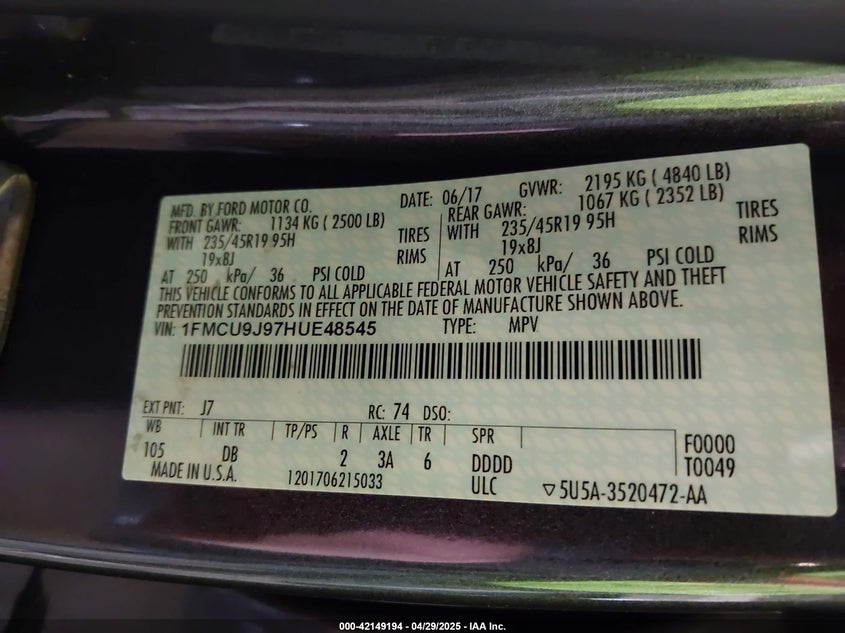 MFD. BY FORD MOTOR CO. DATE: 06/17 GVWR: 2195 KG ( 4840 LB)
FRONT GAWR: 1134 KG ( 2500 LB) REAR GAWR: 1067 KG ( 2352 LB)
WITH 235/45R19 95H TIRES WITH 235/45R19 95H TIRES
19x8J RIMS 19x8J RIMS
AT 250 kPa/ 36 PSI COLD AT 250 kPa/ 36 PSI COLD
THIS VEHICLE CONFORMS TO ALL APPLICABLE FEDERAL MOTOR VEHICLE SAFETY AND THEFT
PREVENTION STANDARDS IN EFFECT ON THE DATE OF MANUFACTURE SHOWN ABOVE.
VIN: 1FMCU9J97HUE48545 TYPE: MPV
EXT PNT: J7 RC: 74 DSO:
WB INT TR TP/PS R AXLE TR SPR F0000
105 DB 2 3A 6 DDDD T0049
MADE IN U.S.A. 1201706215033 ULC ▽5U5A-3520472-AA
000-42149194 - 04/29/2025 - IAA Inc.